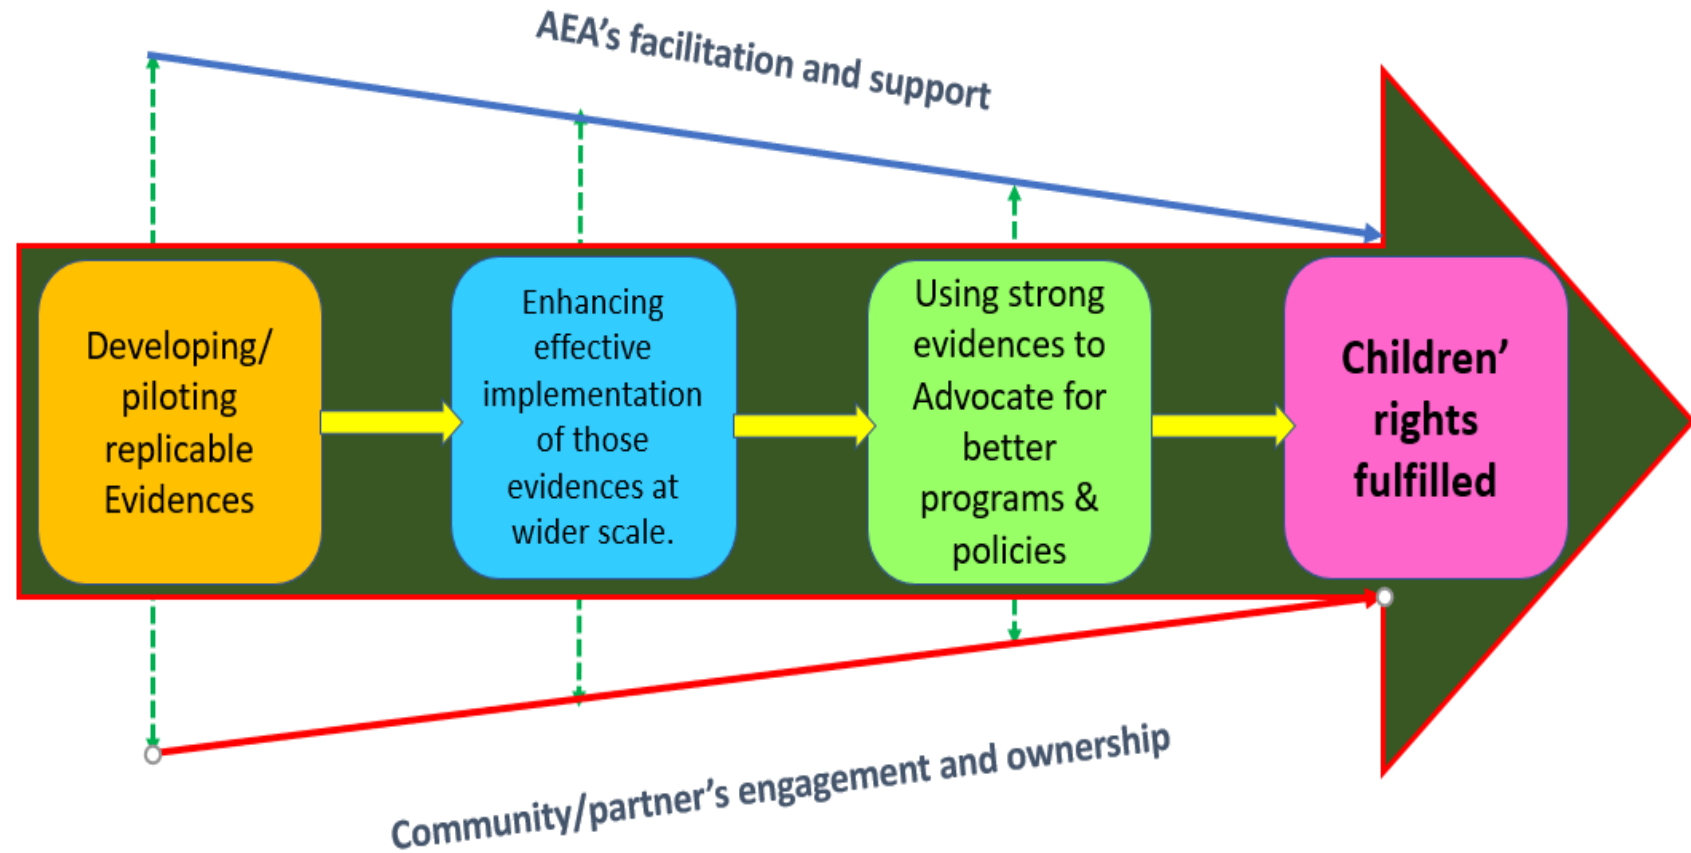 AEA's facilitation and support
Developing/
piloting
replicable
Evidences
Enhancing
effective
implementation
of those
evidences at
wider scale.
Using strong
evidences to
Advocate for
better
programs &
policies
Children’
rights
fulfilled
Community/partner’s engagement and ownership